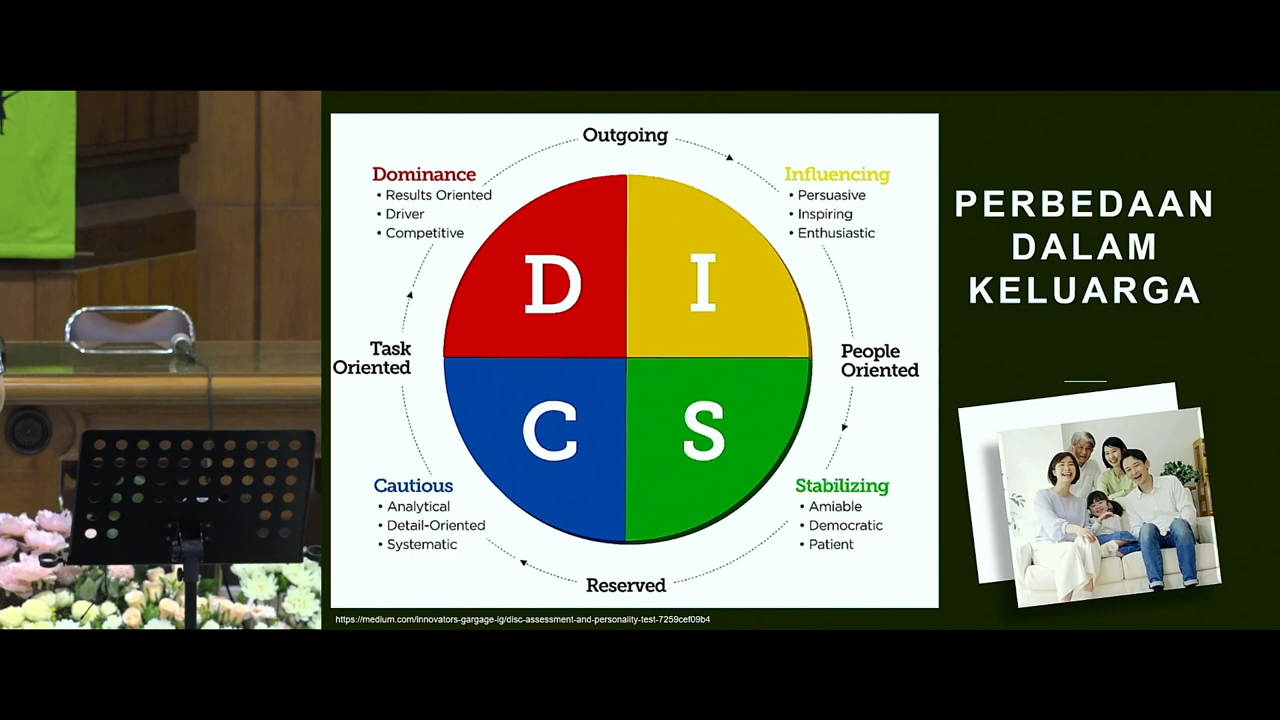 Outgoing
Dominance
• Results Oriented
• Driver
• Competitive
Influencing
• Persuasive
• Inspiring
• Enthusiastic
D
I
Task
Oriented
People
Oriented
C
S
Cautious
• Analytical
• Detail-Oriented
• Systematic
Stabilizing
• Amiable
• Democratic
• Patient
Reserved
https://medium.com/innovators-gargage-ig/disc-assessment-and-personality-test-7259cef09b4
PERBEDAAN
DALAM
KELUARGA